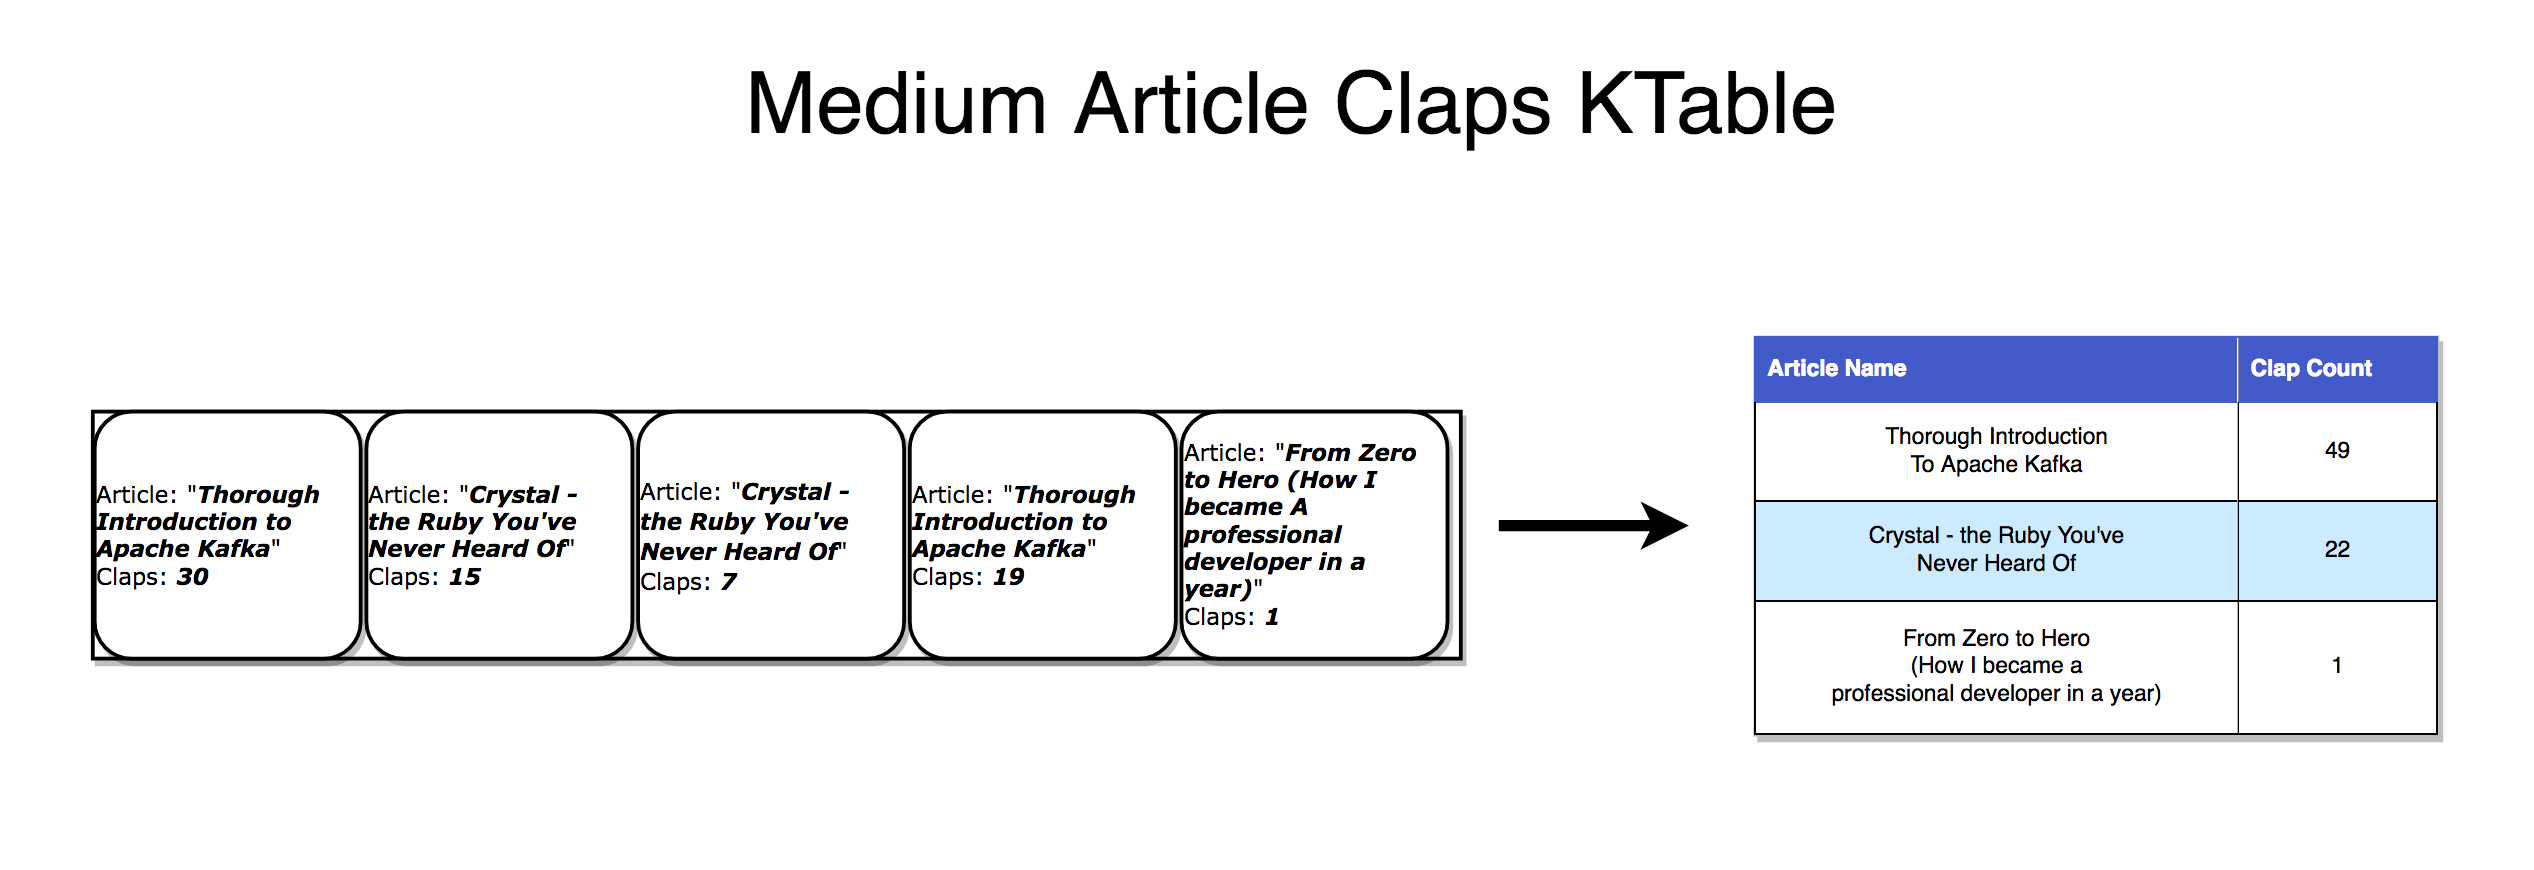 Medium Article Claps KTable
Article: "Thorough
Introduction to
Apache Kafka"
Claps: 30
Article: "Crystal -
the Ruby You've
Never Heard Of"
Claps: 15
Article: "Crystal -
the Ruby You've
Never Heard Of"
Claps: 7
Article: "Thorough
Introduction to
Apache Kafka"
Claps: 19
Article: "From Zero
to Hero (How I
became A
professional
developer in a
year)"
Claps: 1
Article Name
Clap Count
Thorough Introduction
To Apache Kafka
49
Crystal - the Ruby You've
Never Heard Of
22
From Zero to Hero
(How I became a
professional developer in a year)
1